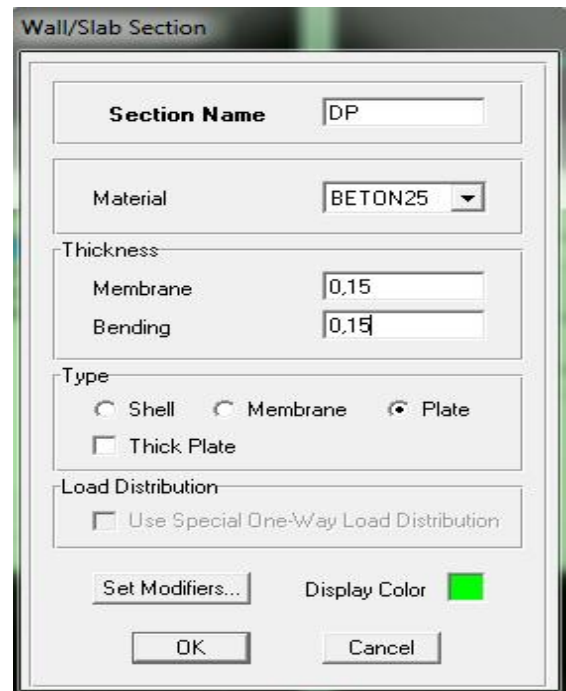 Wall/Slab Section
Section Name DP
Material BETON25
Thickness
Membrane 0,15
Bending 0,15
Type
Shell Membrane Plate
Thick Plate
Load Distribution
Use Special One-Way Load Distribution
Set Modifiers... Display Color
OK Cancel